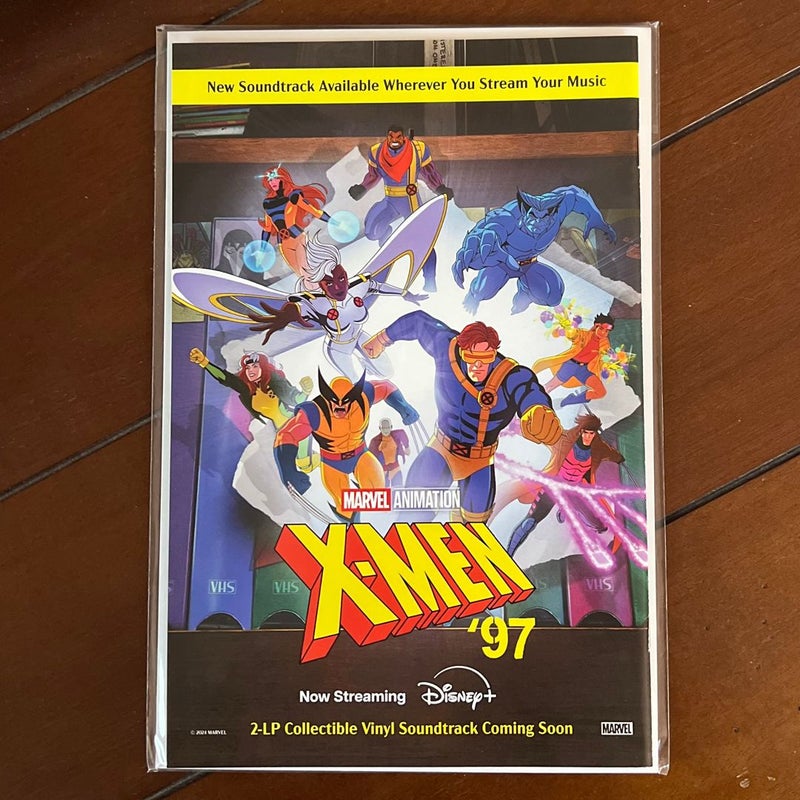 New Soundtrack Available Wherever You Stream Your Music
MARVEL ANIMATION
X-MEN
'97
VHS
VHS
VHS
Now Streaming Disney+
2-LP Collectible Vinyl Soundtrack Coming Soon
© 2024 MARVEL
MARVEL